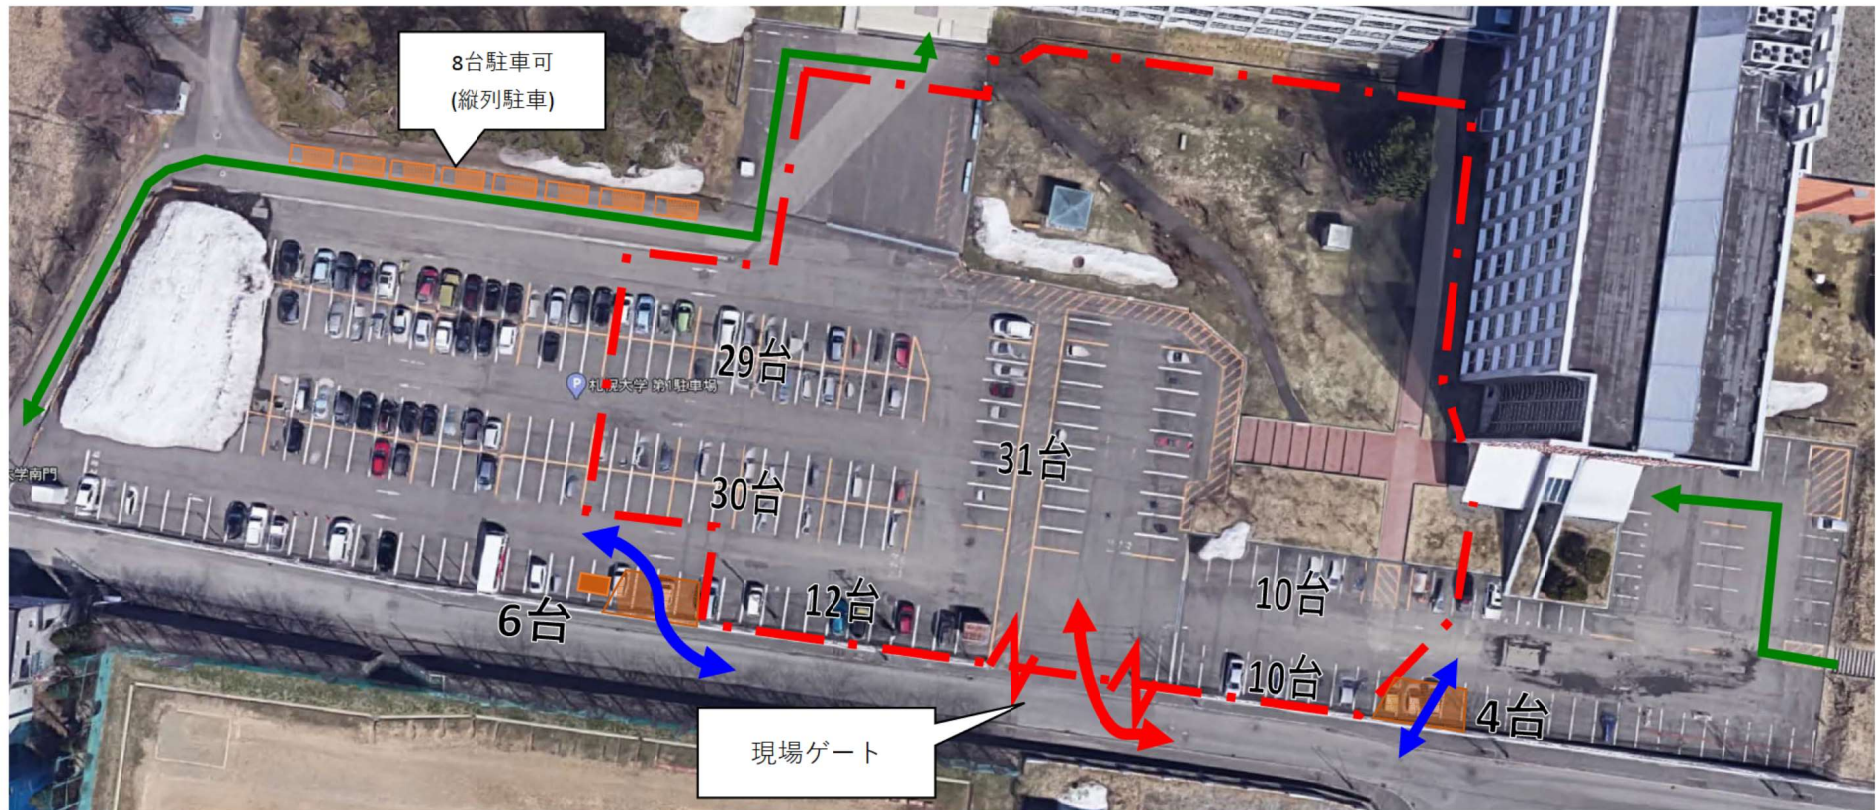 8台駐車可
(縦列駐車)
29台
札幌大学 第1駐車場
31台
30台
学南門
6台
12台
10台
10台
4台
現場ゲート